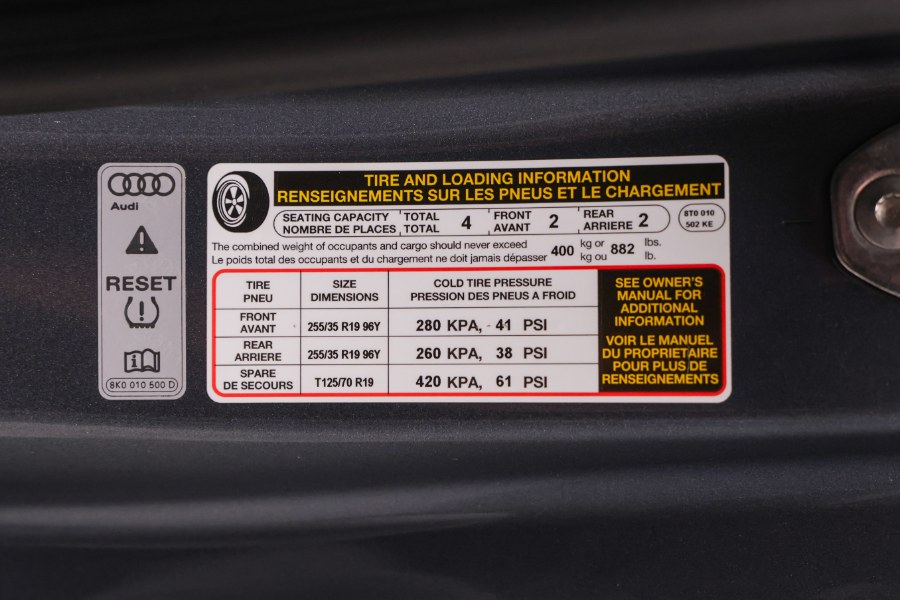 Audi
RESET
8K0 010 500 D
TIRE AND LOADING INFORMATION
RENSEIGNEMENTS SUR LES PNEUS ET LE CHARGEMENT
SEATING CAPACITY TOTAL 4 FRONT 2 REAR 2
NOMBRE DE PLACES TOTAL AVANT ARRIERE
8T0 010
502 KE
The combined weight of occupants and cargo should never exceed 400 kg or 882 lbs.
Le poids total des occupants et du chargement ne doit jamais dépasser kg ou lb.
TIRE SIZE COLD TIRE PRESSURE
PNEU DIMENSIONS PRESSION DES PNEUS A FROID
FRONT
AVANT 255/35 R19 96Y 280 KPA, 41 PSI
REAR
ARRIERE 255/35 R19 96Y 260 KPA, 38 PSI
SPARE
DE SECOURS T125/70 R19 420 KPA, 61 PSI
SEE OWNER'S
MANUAL FOR
ADDITIONAL
INFORMATION
VOIR LE MANUEL
DU PROPRIETAIRE
POUR PLUS DE
RENSEIGNEMENTS